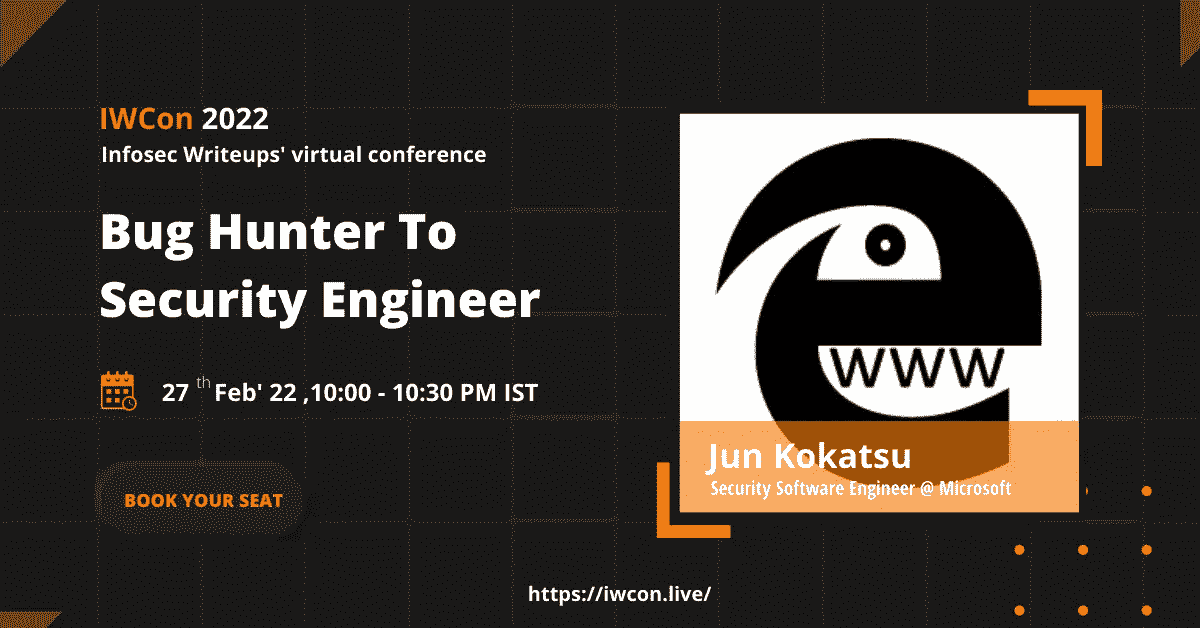 IWCon 2022
Infosec Writeups' virtual conference
Bug Hunter To
Security Engineer
27 th Feb' 22 ,10:00 - 10:30 PM IST
BOOK YOUR SEAT
www
Jun Kokatsu
Security Software Engineer @ Microsoft
https://iwcon.live/